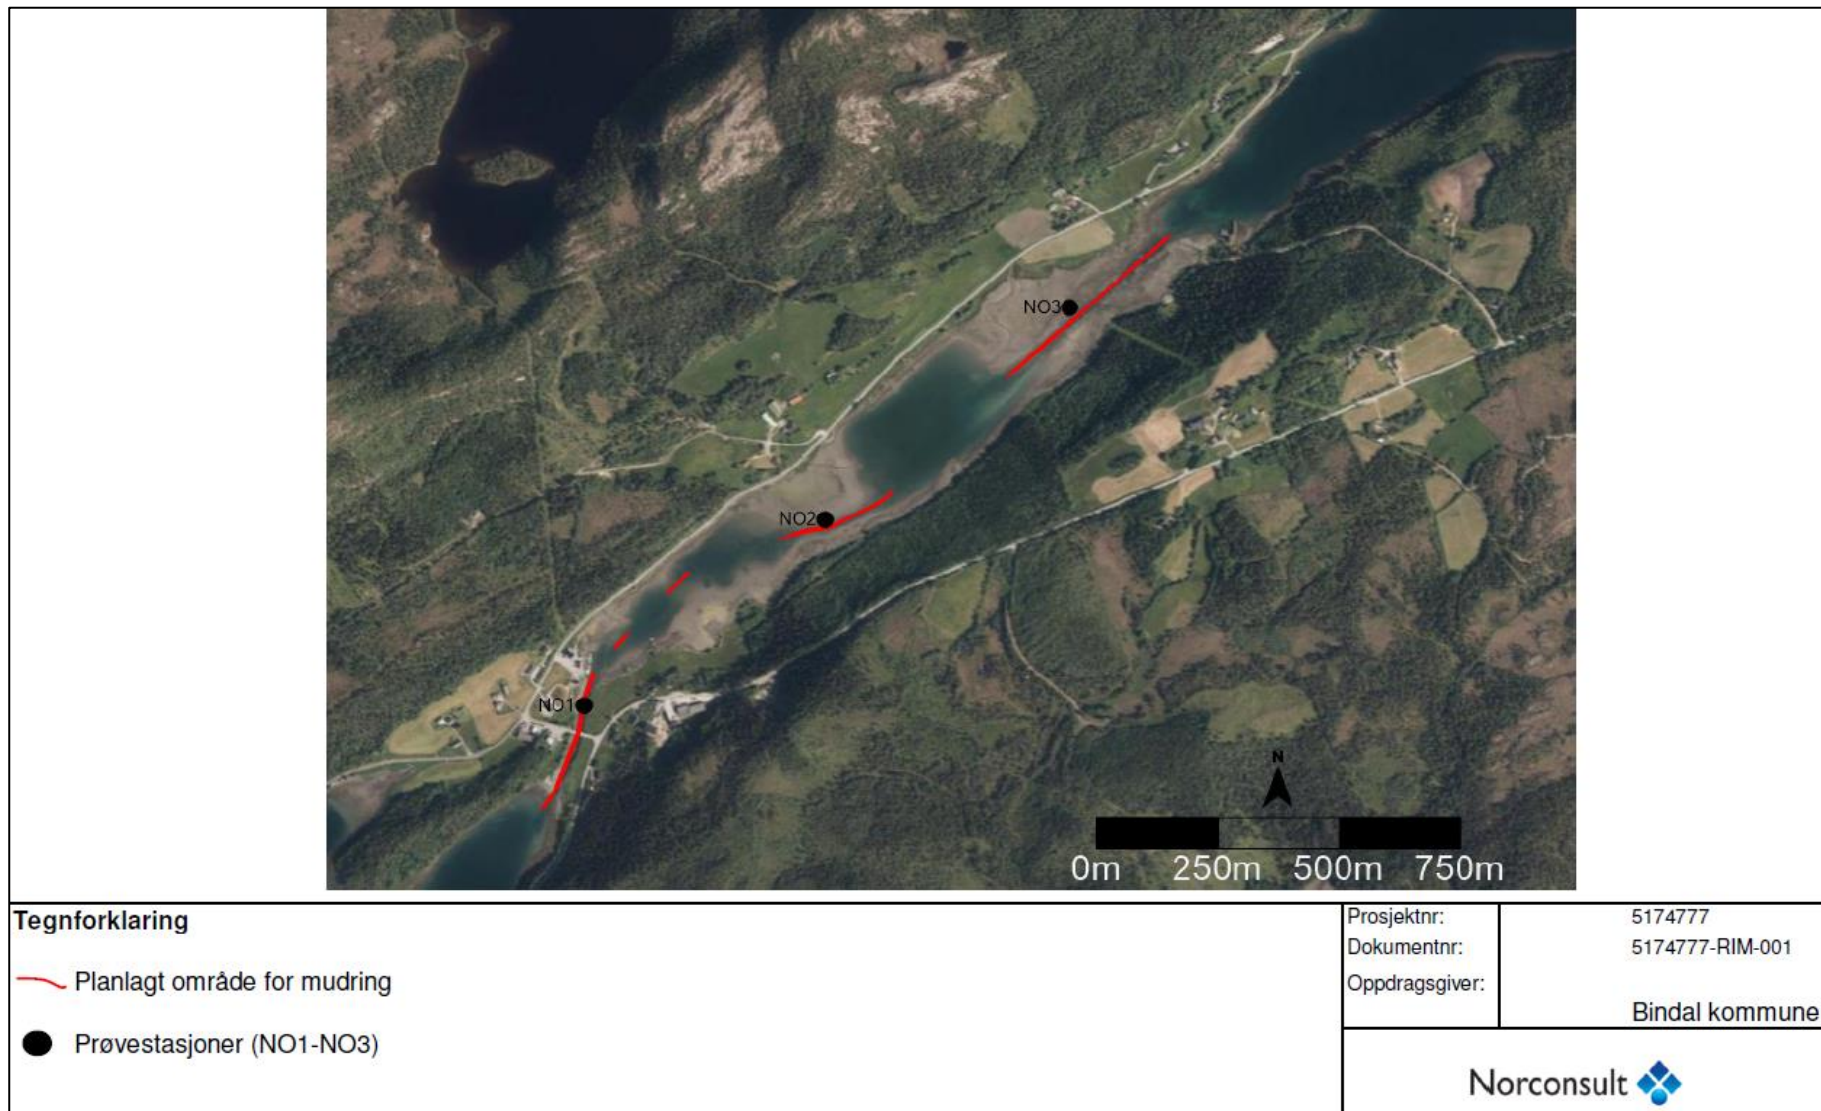 NO3
NO2
NO1
N
0m 250m 500m 750m
Tegnforklaring
Planlagt område for mudring
Prøvestasjoner (NO1-NO3)
Prosjektnr: 5174777
Dokumentnr: 5174777-RIM-001
Oppdragsgiver:
Bindal kommune
Norconsult